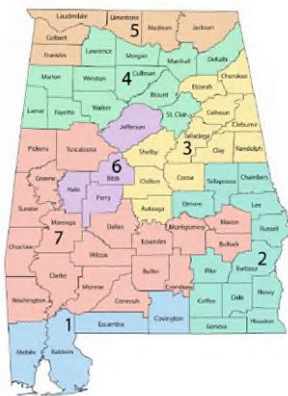 Lauderdale
Limestone
Madison
Jackson
Colbert
5
Franklin
Lawrence
Morgan
Marshall
DeKalb
Cherokee
Marion
Winston
4
Cullman
Etowah
Blount
Lamar
Fayette
Walker
St. Clair
Calhoun
Cleburne
Jefferson
Talladega
Pickens
Tuscaloosa
Shelby
3
Clay
Randolph
6
Bibb
Greene
Hale
Perry
Chilton
Coosa
Tallapoosa
Chambers
Sumter
Autauga
Elmore
Lee
Marengo
Dallas
Lowndes
Montgomery
Macon
Russell
7
Choctaw
Wilcox
Bullock
Clarke
Butler
Pike
Barbour
2
Monroe
Crenshaw
Washington
Conecuh
Coffee
Dale
Henry
1
Escambia
Covington
Geneva
Houston
Mobile
Baldwin